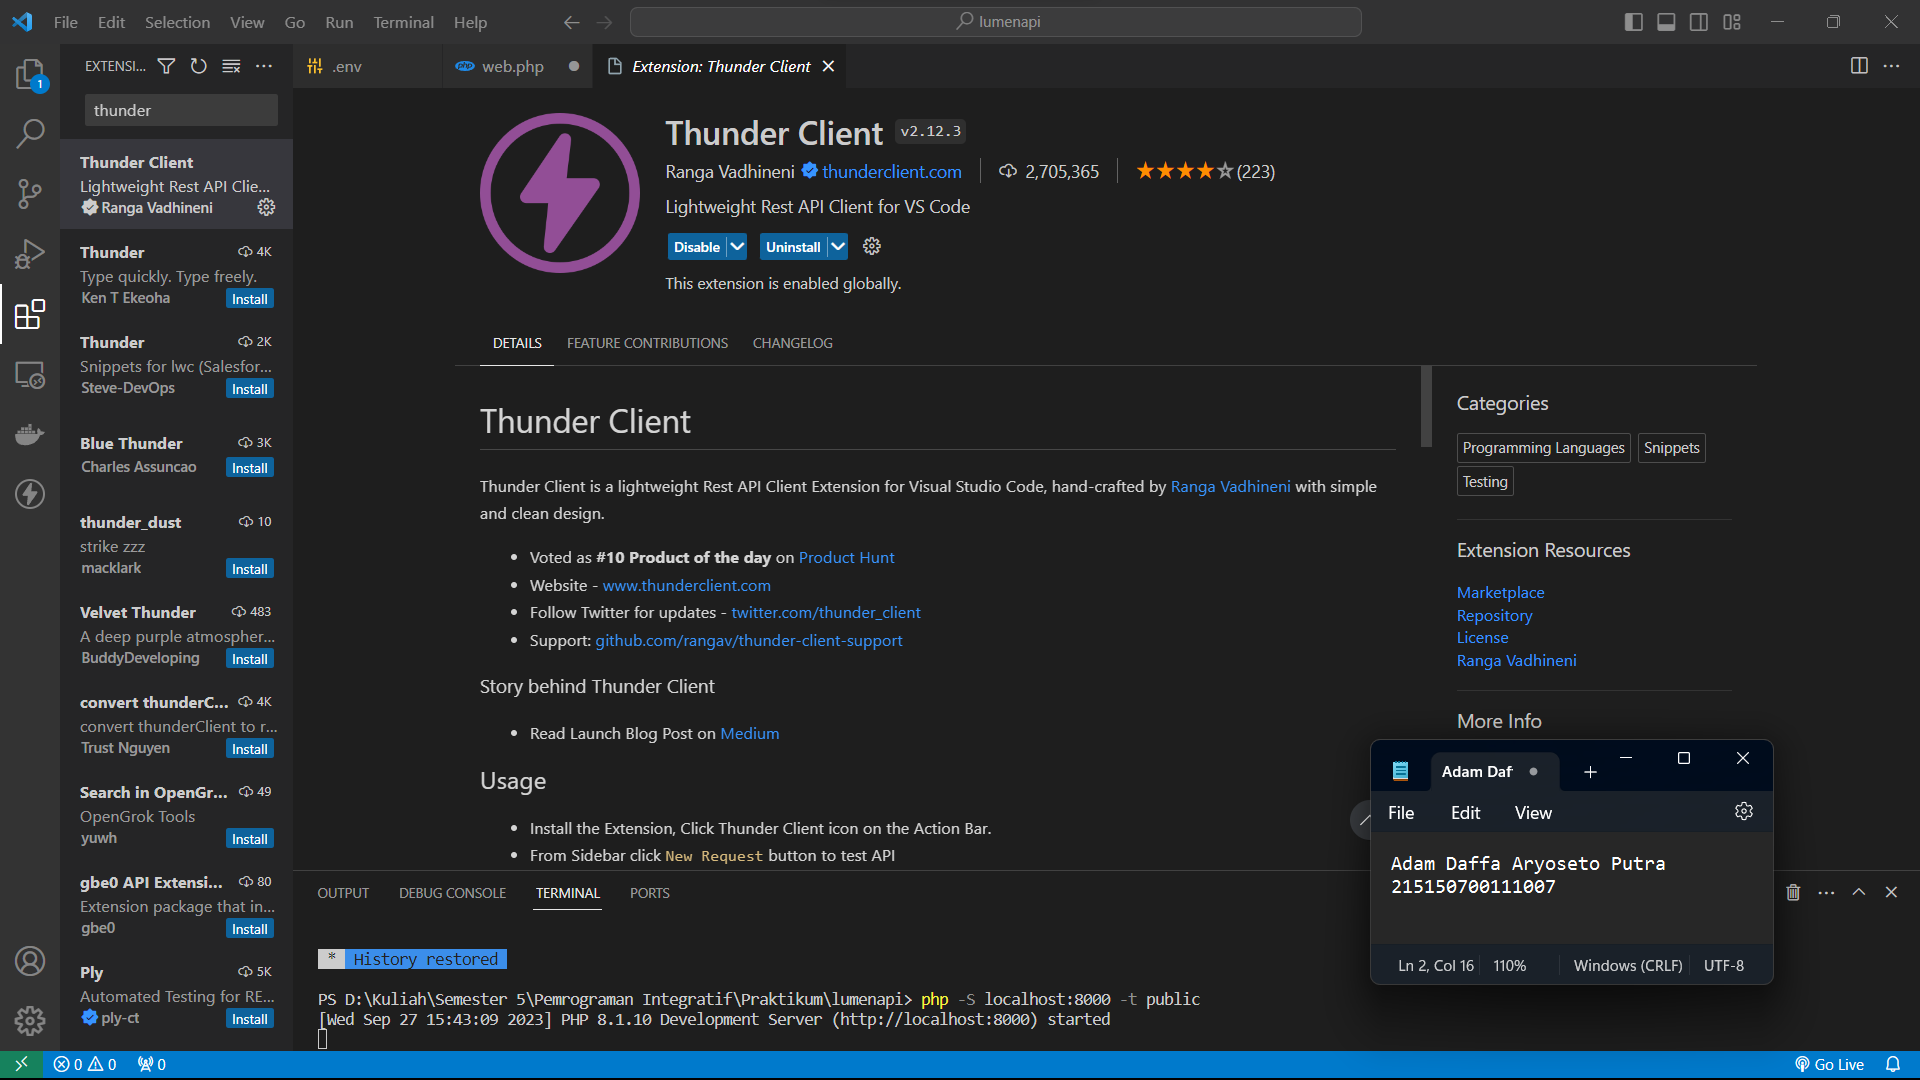 File Edit Selection View Go Run Terminal Help
lumenapi
EXTENSI...
thunder
1
Thunder Client
Lightweight Rest API Clie...
Ranga Vadhineni
Thunder 4K
Type quickly. Type freely.
Ken T Ekeoha Install
Thunder 2K
Snippets for lwc (Salesfor...
Steve-DevOps Install
Blue Thunder 3K
Charles Assuncao Install
thunder_dust 10
strike zzz
macklark Install
Velvet Thunder 483
A deep purple atmospher...
BuddyDeveloping Install
convert thunderC... 4K
convert thunderClient to r...
Trust Nguyen Install
Search in OpenGr... 49
OpenGrok Tools
yuwh Install
gbe0 API Extensi... 80
Extension package that in...
gbe0 Install
Ply 5K
Automated Testing for RE...
ply-ct Install
.env
php web.php
Extension: Thunder Client
Thunder Client v2.12.3
Ranga Vadhineni thunderclient.com 2,705,365 (223)
Lightweight Rest API Client for VS Code
Disable Uninstall
This extension is enabled globally.
DETAILS FEATURE CONTRIBUTIONS CHANGELOG
Thunder Client
Thunder Client is a lightweight Rest API Client Extension for Visual Studio Code, hand-crafted by Ranga Vadhineni with simple
and clean design.
• Voted as #10 Product of the day on Product Hunt
• Website - www.thunderclient.com
• Follow Twitter for updates - twitter.com/thunder_client
• Support: github.com/rangav/thunder-client-support
Story behind Thunder Client
• Read Launch Blog Post on Medium
Usage
• Install the Extension, Click Thunder Client icon on the Action Bar.
• From Sidebar click New Request button to test API
Categories
Programming Languages Snippets
Testing
Extension Resources
Marketplace
Repository
License
Ranga Vadhineni
More Info
Adam Daf
File Edit View
Adam Daffa Aryoseto Putra
215150700111007
Ln 2, Col 16 110% Windows (CRLF) UTF-8
OUTPUT DEBUG CONSOLE TERMINAL PORTS
* History restored
PS D:\Kuliah\Semester 5\Pemrograman Integratif\Praktikum\lumenapi> php -S localhost:8000 -t public
[Wed Sep 27 15:43:09 2023] PHP 8.1.10 Development Server (http://localhost:8000) started
0 0 0 Go Live